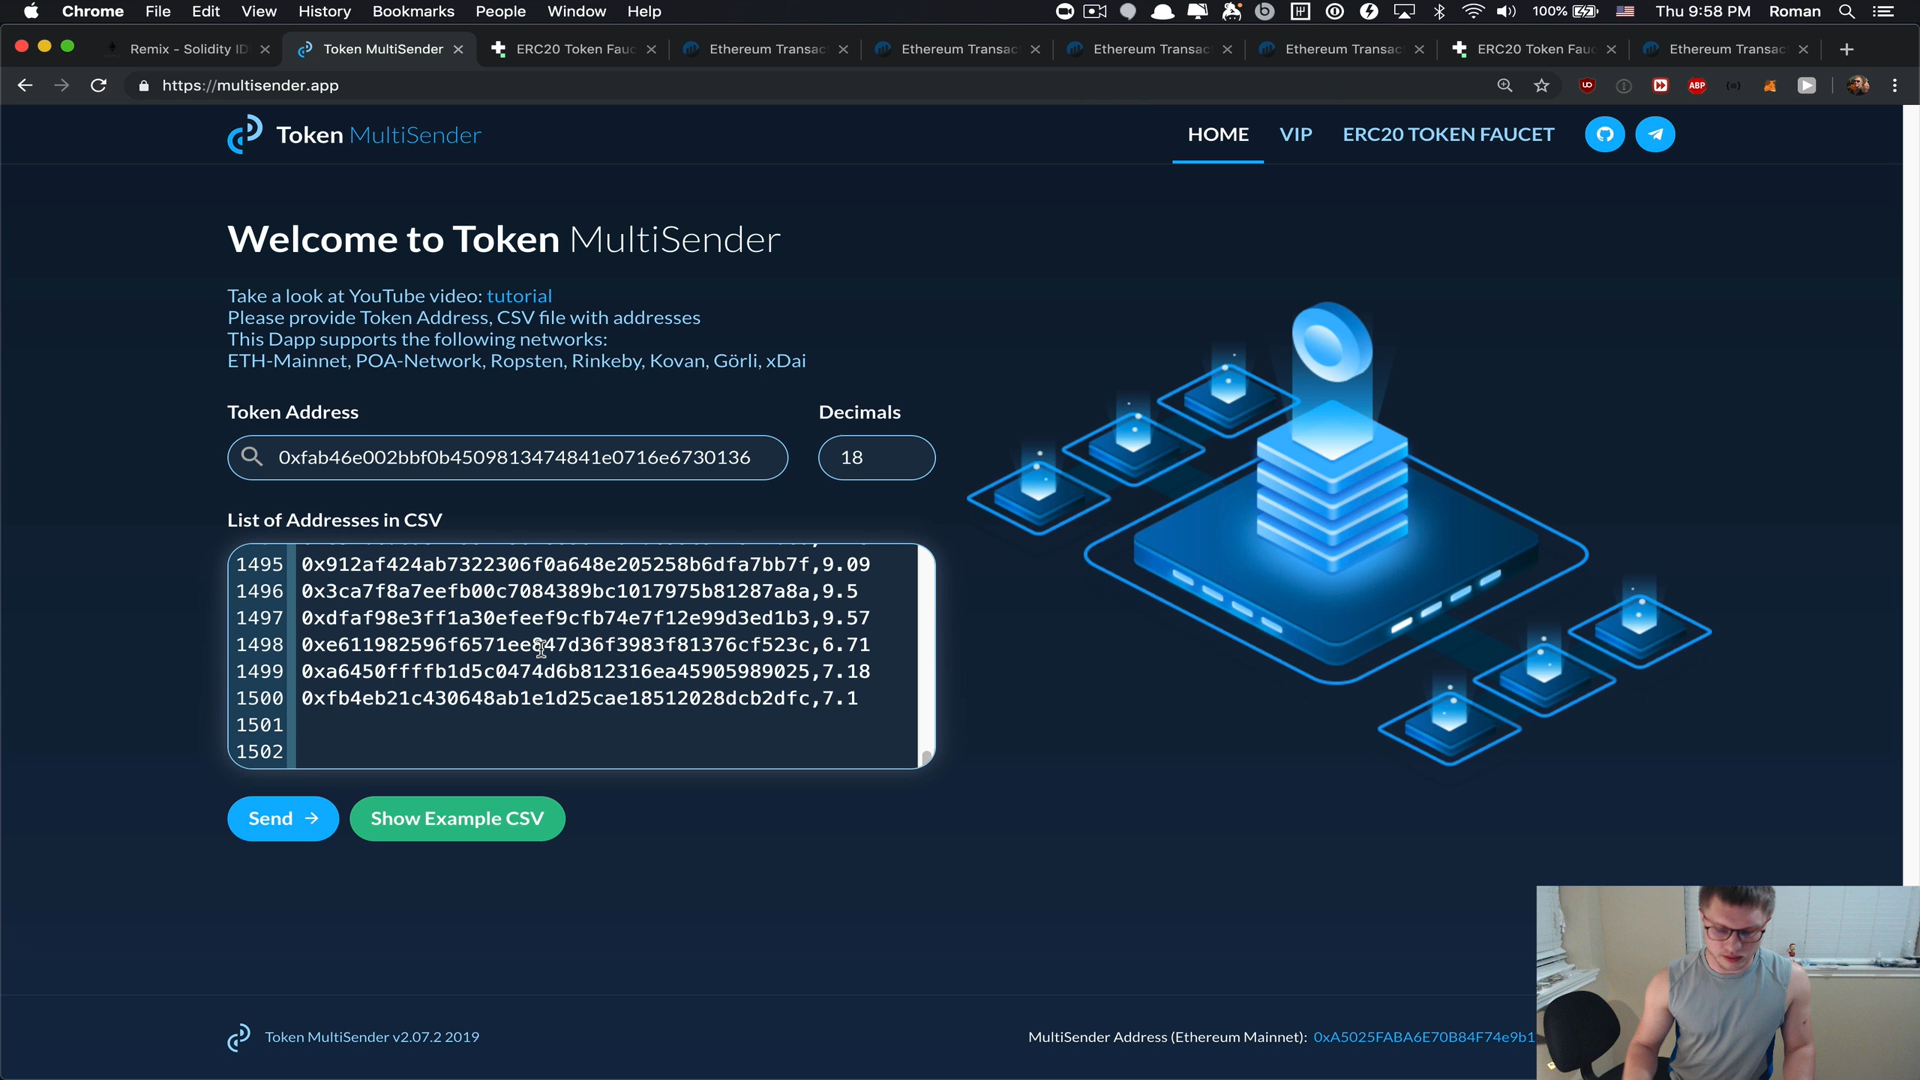 Chrome File Edit View History Bookmarks People Window Help 100% Thu 9:58 PM Roman
Remix - Solidity ID Token MultiSender ERC20 Token Fauc Ethereum Transac Ethereum Transac Ethereum Transac Ethereum Transac ERC20 Token Fauc Ethereum Transac
https://multisender.app
ABP
Token MultiSender HOME VIP ERC20 TOKEN FAUCET
Welcome to Token MultiSender
Take a look at YouTube video: tutorial
Please provide Token Address, CSV file with addresses
This Dapp supports the following networks:
ETH-Mainnet, POA-Network, Ropsten, Rinkeby, Kovan, Görli, xDai
Token Address Decimals
0xfab46e002bbf0b4509813474841e0716e6730136 18
List of Addresses in CSV
1495 0x912af424ab7322306f0a648e205258b6dfa7bb7f,9.09
1496 0x3ca7f8a7eefb00c7084389bc1017975b81287a8a,9.5
1497 0xdfaf98e3ff1a30efeef9cfb74e7f12e99d3ed1b3,9.57
1498 0xe611982596f6571ee847d36f3983f81376cf523c,6.71
1499 0xa6450ffffb1d5c0474d6b812316ea45905989025,7.18
1500 0xfb4eb21c430648ab1e1d25cae18512028dcb2dfc,7.1
1501
1502
Send Show Example CSV
Token MultiSender v2.07.2 2019 MultiSender Address (Ethereum Mainnet): 0xA5025FABA6E70B84F74e9b1